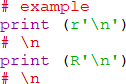 # example
print (r'\n')
# \n
print (R'\n')
# \n